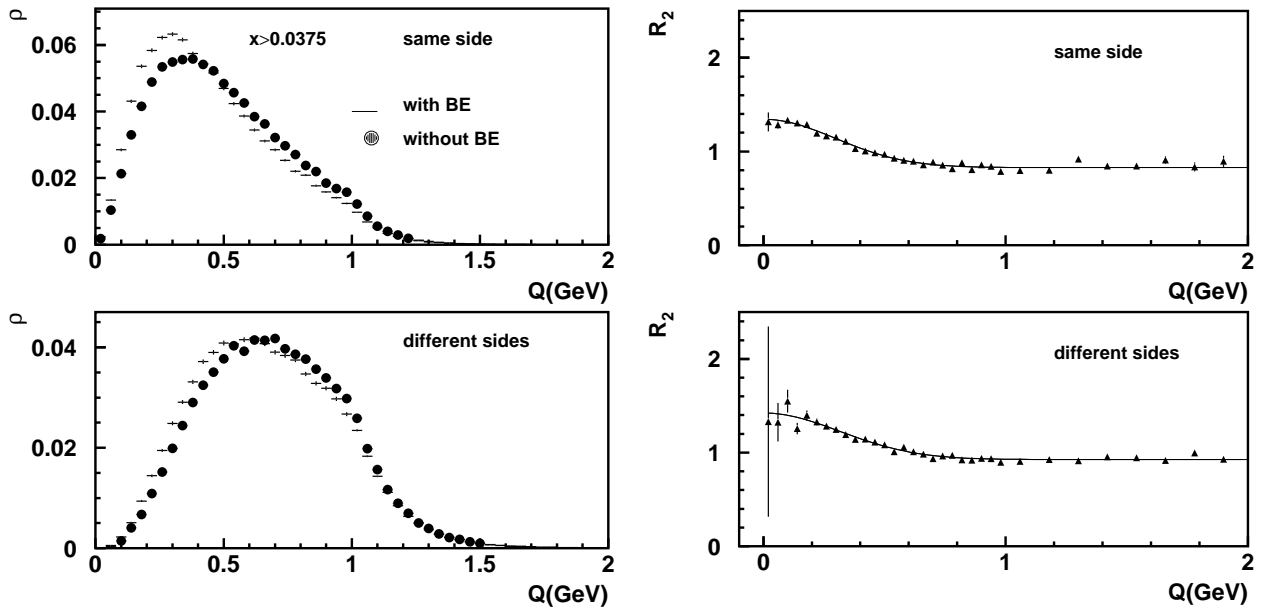 ρ
0.06
0.04
0.02
0
x>0.0375
same side
with BE
without BE
0
0.5
1
1.5
2
Q(GeV)
R2
2
1
0
same side
0
1
2
Q(GeV)
ρ
0.04
0.02
0
different sides
0
0.5
1
1.5
2
Q(GeV)
R2
2
1
0
different sides
0
1
2
Q(GeV)